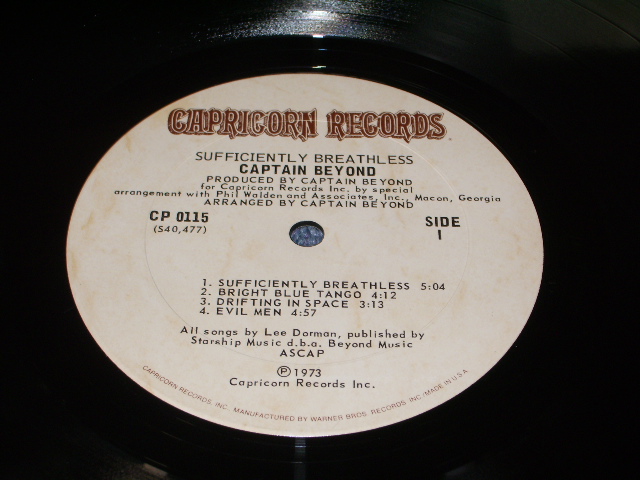 CAPRICORN RECORDS
SUFFICIENTLY BREATHLESS
CAPTAIN BEYOND
PRODUCED BY CAPTAIN BEYOND
for Capricorn Records Inc. by special
arrangement with Phil Walden and Associates, Inc., Macon, Georgia
ARRANGED BY CAPTAIN BEYOND
CP 0115
(S40,477)
SIDE
1
1. SUFFICIENTLY BREATHLESS 5:04
2. BRIGHT BLUE TANGO 4:12
3. DRIFTING IN SPACE 3:13
4. EVIL MEN 4:57
All songs by Lee Dorman, published by
Starship Music d.b.a. Beyond Music
ASCAP
Ⓟ1973
Capricorn Records Inc.
CAPRICORN RECORDS, INC. MANUFACTURED BY WARNER BROS. RECORDS, INC./MADE IN U.S.A.